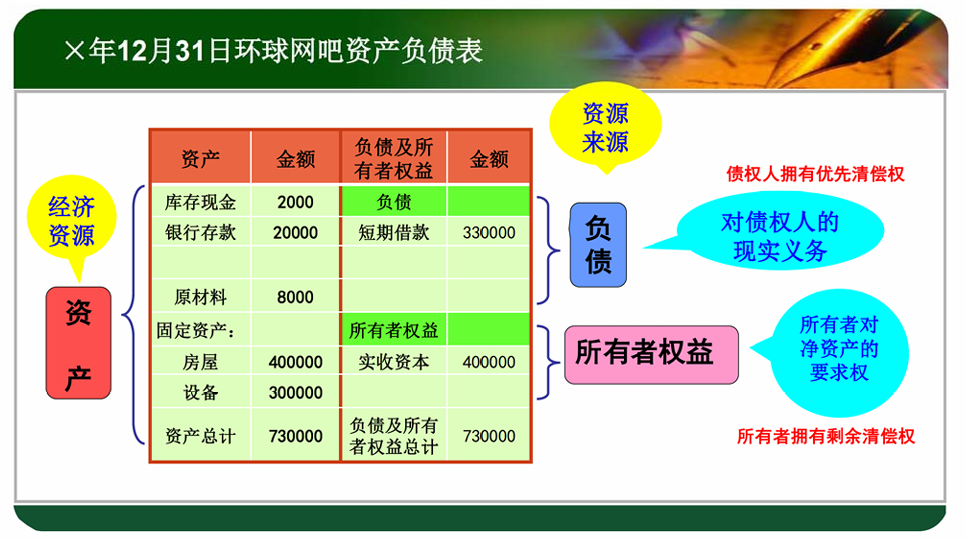 ×年12月31日环球网吧资产负债表
资源
来源
经济
资源
资
产
资产 金额 负债及所
有者权益 金额
库存现金 2000 负债
银行存款 20000 短期借款 330000
原材料 8000
固定资产： 所有者权益
房屋 400000 实收资本 400000
设备 300000
资产总计 730000 负债及所有
者权益总计 730000
负
债
债权人拥有优先清偿权
对债权人的
现实义务
所有者权益
所有者对
净资产的
要求权
所有者拥有剩余清偿权